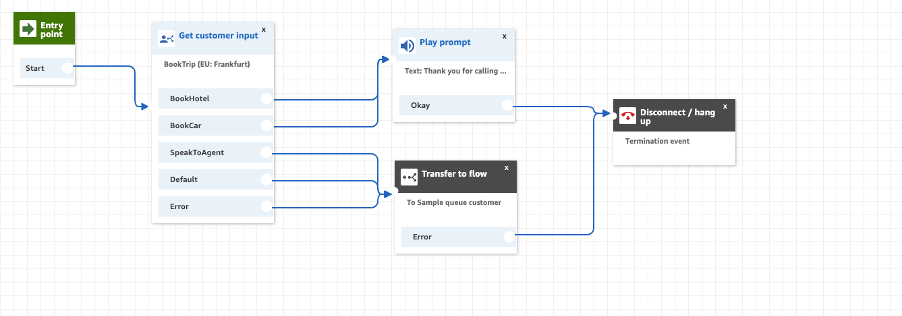 Entry
point
Start
Get customer input
x
BookTrip (EU: Frankfurt)
BookHotel
BookCar
SpeakToAgent
Default
Error
Play prompt
x
Text: Thank you for calling ...
Okay
Transfer to flow
x
To Sample queue customer
Error
Disconnect / hang
up
x
Termination event